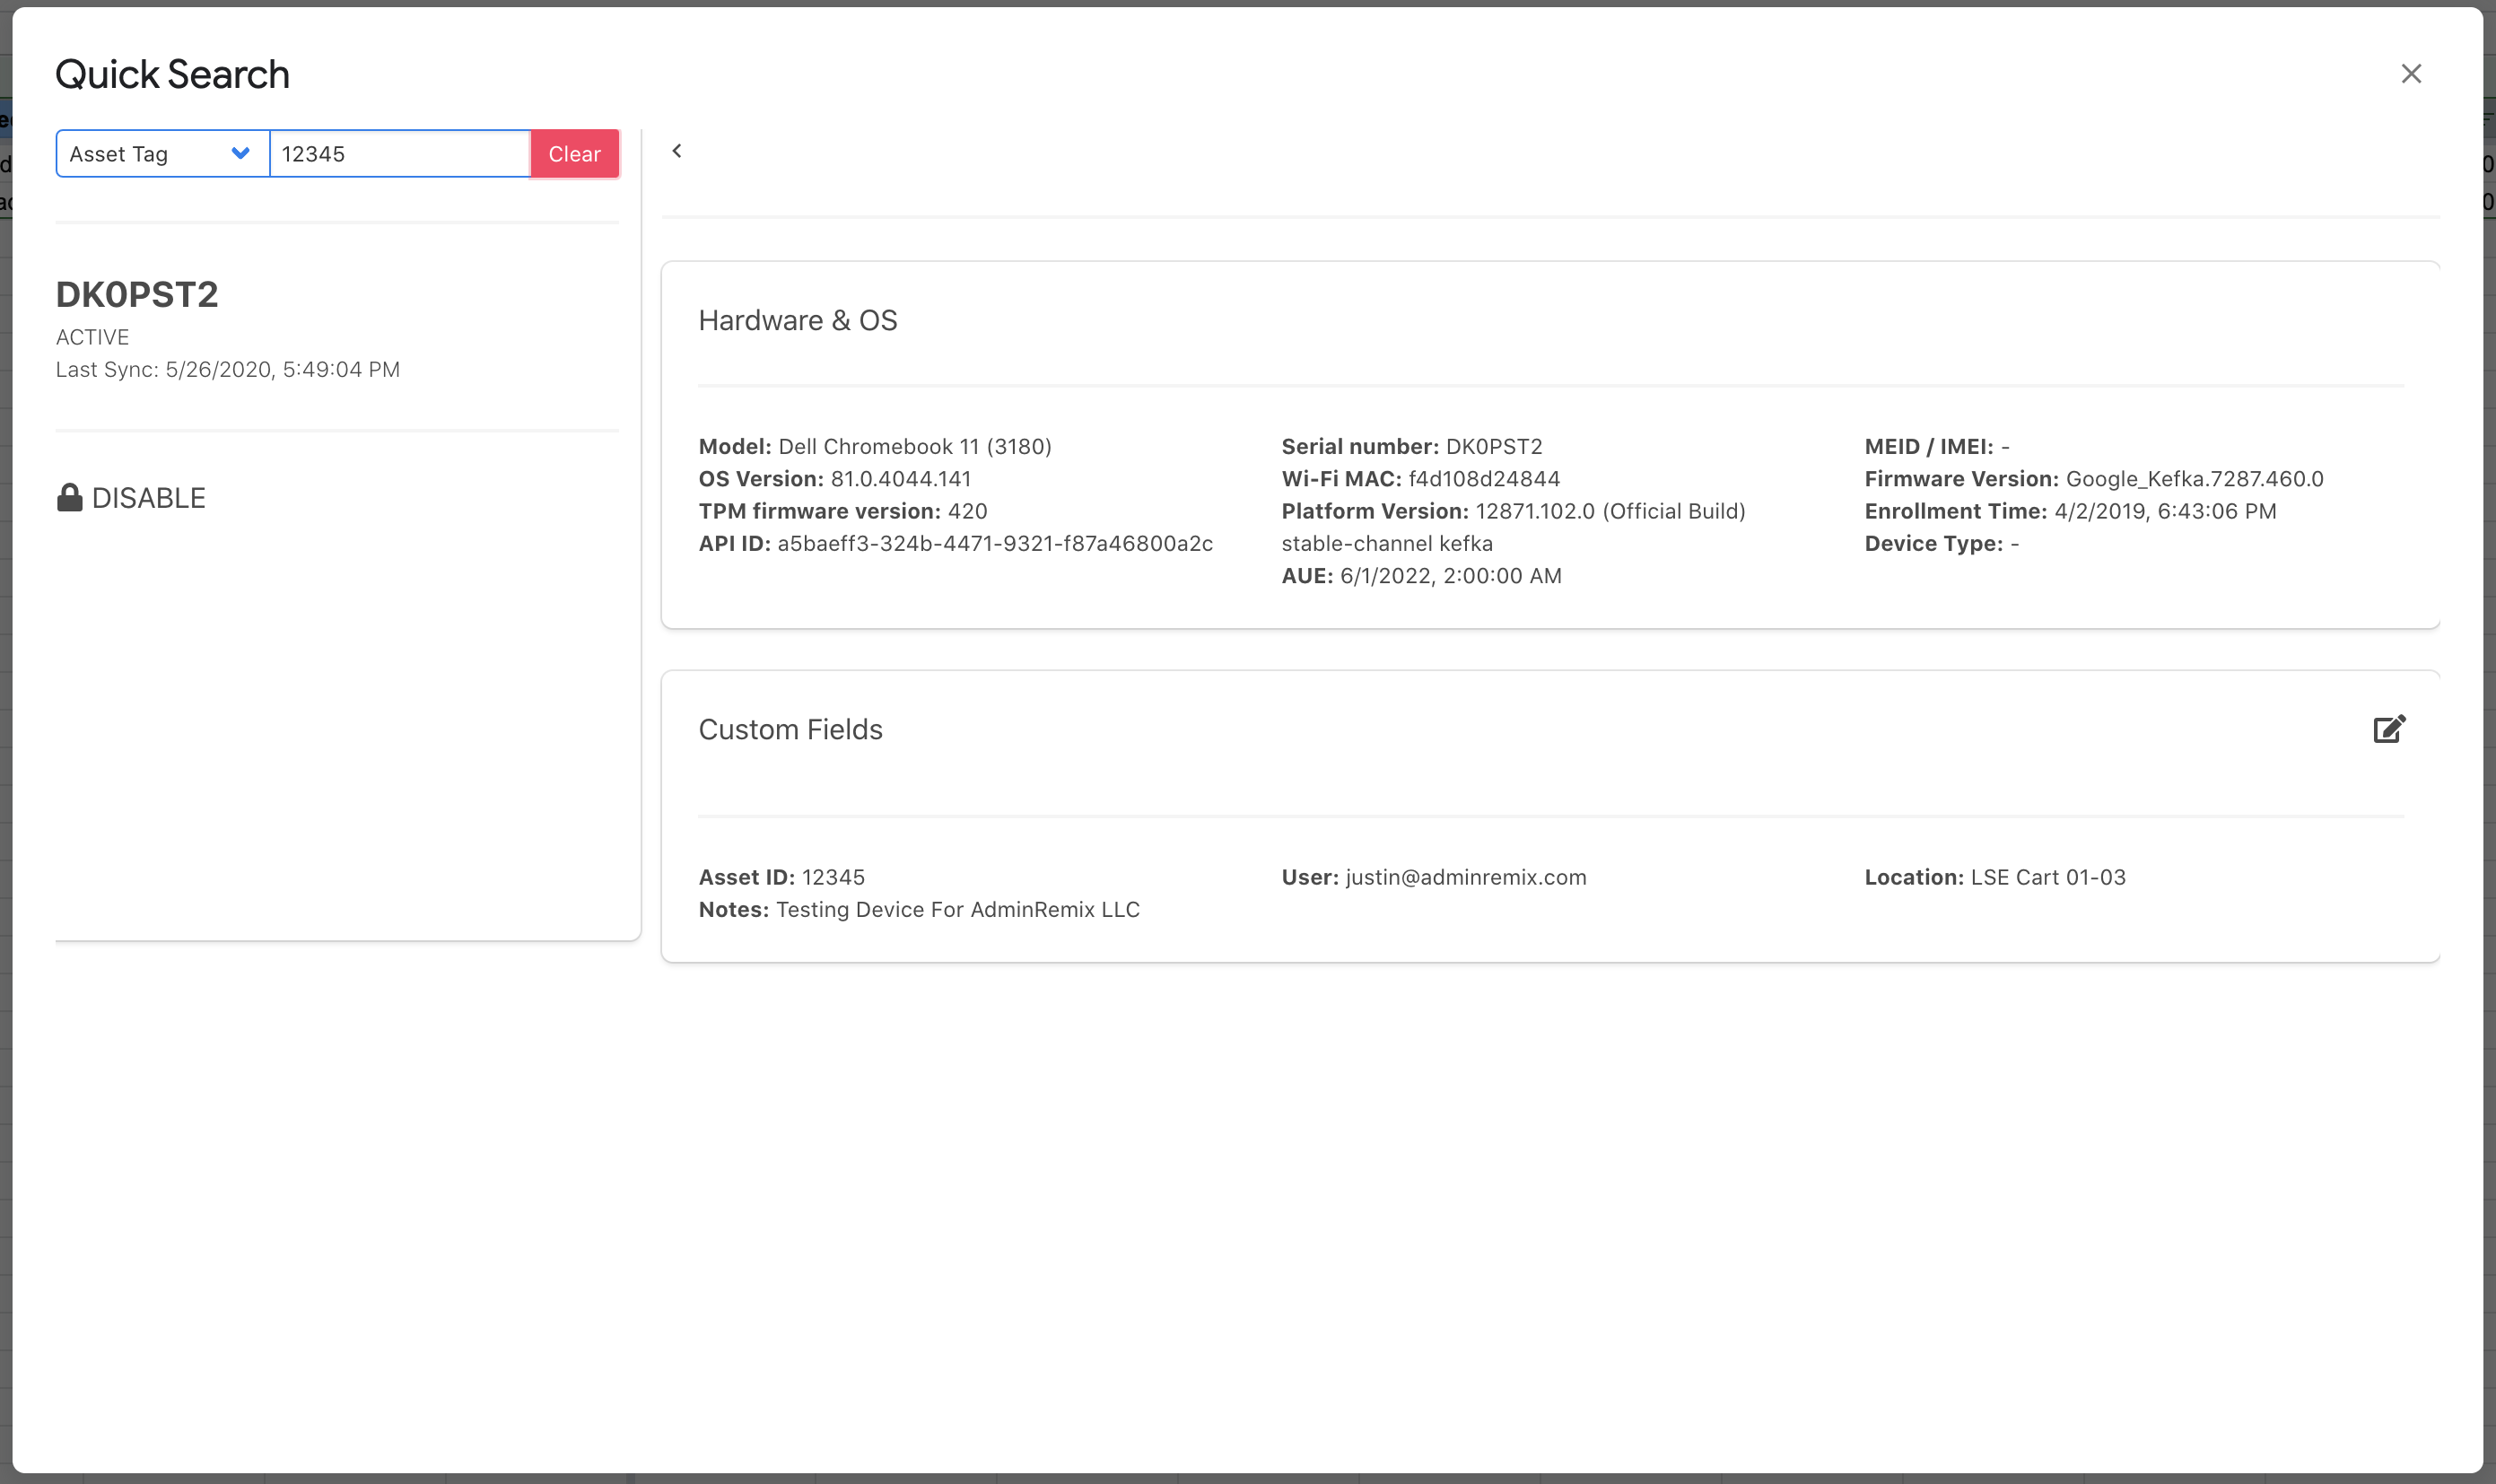 Quick Search
Asset Tag
12345
Clear
DK0PST2
ACTIVE
Last Sync: 5/26/2020, 5:49:04 PM
DISABLE
Hardware & OS
Model: Dell Chromebook 11 (3180)
OS Version: 81.0.4044.141
TPM firmware version: 420
API ID: a5baeff3-324b-4471-9321-f87a46800a2c
Serial number: DK0PST2
Wi-Fi MAC: f4d108d24844
Platform Version: 12871.102.0 (Official Build)
stable-channel kefka
AUE: 6/1/2022, 2:00:00 AM
MEID / IMEI: -
Firmware Version: Google_Kefka.7287.460.0
Enrollment Time: 4/2/2019, 6:43:06 PM
Device Type: -
Custom Fields
Asset ID: 12345
Notes: Testing Device For AdminRemix LLC
User: justin@adminremix.com
Location: LSE Cart 01-03